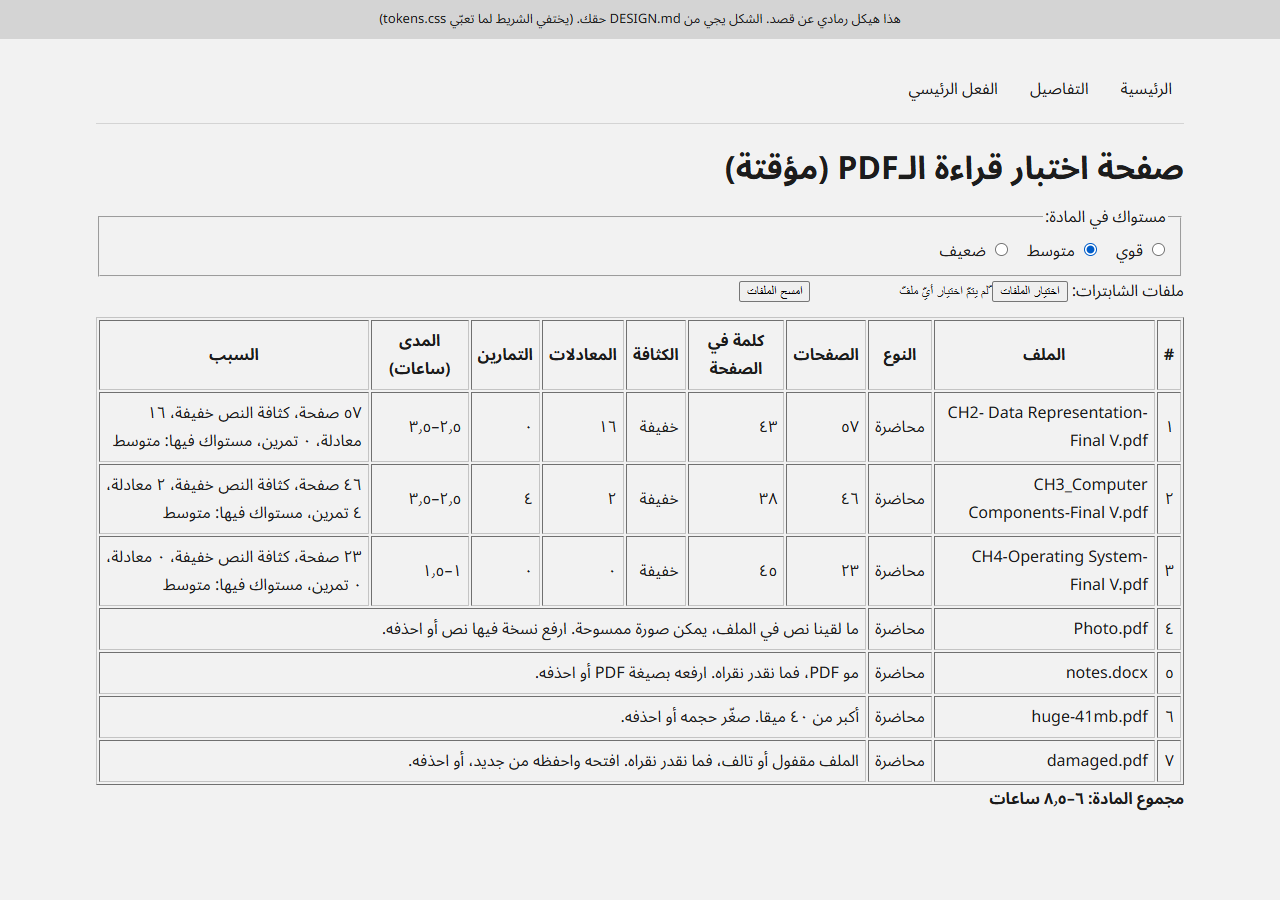 هذا هيكل رمادي عن قصد. الشكل يجي من DESIGN.md حقك. (يختفي الشريط لما تعبّي tokens.css)
الرئيسية التفاصيل الفعل الرئيسي
صفحة اختبار قراءة الـPDF (مؤقتة)
مستواك في المادة:
قوي متوسط ضعيف
ملفات الشابترات: اختيار الملفات لم يتمّ اختيار أيّ ملف امسح الملفات
# الملف النوع الصفحات كلمة في الصفحة الكثافة المعادلات التمارين المدى (ساعات) السبب
١ CH2- Data Representation-Final V.pdf محاضرة ٥٧ ٤٣ خفيفة ١٦ ٠ ٢٫٥–٣٫٥ ٥٧ صفحة، كثافة النص خفيفة، ١٦ معادلة، ٠ تمرين، مستواك فيها: متوسط
٢ CH3_Computer Components-Final V.pdf محاضرة ٤٦ ٣٨ خفيفة ٢ ٤ ٢٫٥–٣٫٥ ٤٦ صفحة، كثافة النص خفيفة، ٢ معادلة، ٤ تمرين، مستواك فيها: متوسط
٣ CH4-Operating System-Final V.pdf محاضرة ٢٣ ٤٥ خفيفة ٠ ٠ ١–١٫٥ ٢٣ صفحة، كثافة النص خفيفة، ٠ معادلة، ٠ تمرين، مستواك فيها: متوسط
٤ Photo.pdf محاضرة ما لقينا نص في الملف، يمكن صورة ممسوحة. ارفع نسخة فيها نص أو احذفه.
٥ notes.docx محاضرة مو PDF، فما نقدر نقراه. ارفعه بصيغة PDF أو احذفه.
٦ huge-41mb.pdf محاضرة أكبر من ٤٠ ميقا. صغّر حجمه أو احذفه.
٧ damaged.pdf محاضرة الملف مقفول أو تالف، فما نقدر نقراه. افتحه واحفظه من جديد، أو احذفه.
مجموع المادة: ٦–٨٫٥ ساعات